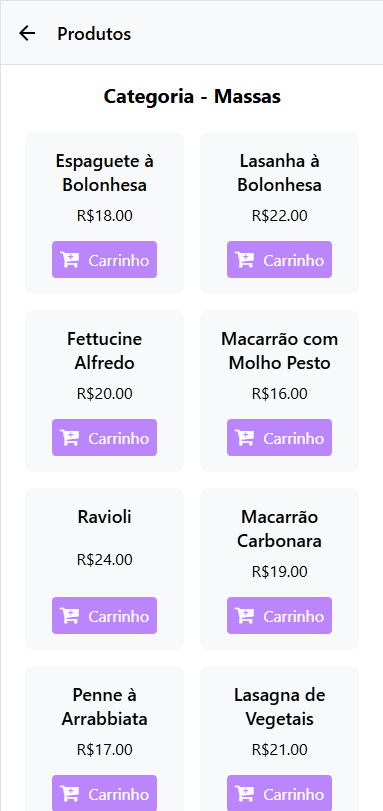 Produtos
Categoria - Massas
Espaguete à
Bolonhesa
R$18.00
Carrinho
Lasanha à
Bolonhesa
R$22.00
Carrinho
Fettucine
Alfredo
R$20.00
Carrinho
Macarrão com
Molho Pesto
R$16.00
Carrinho
Ravioli
R$24.00
Carrinho
Macarrão
Carbonara
R$19.00
Carrinho
Penne à
Arrabbiata
R$17.00
Carrinho
Lasagna de
Vegetais
R$21.00
Carrinho